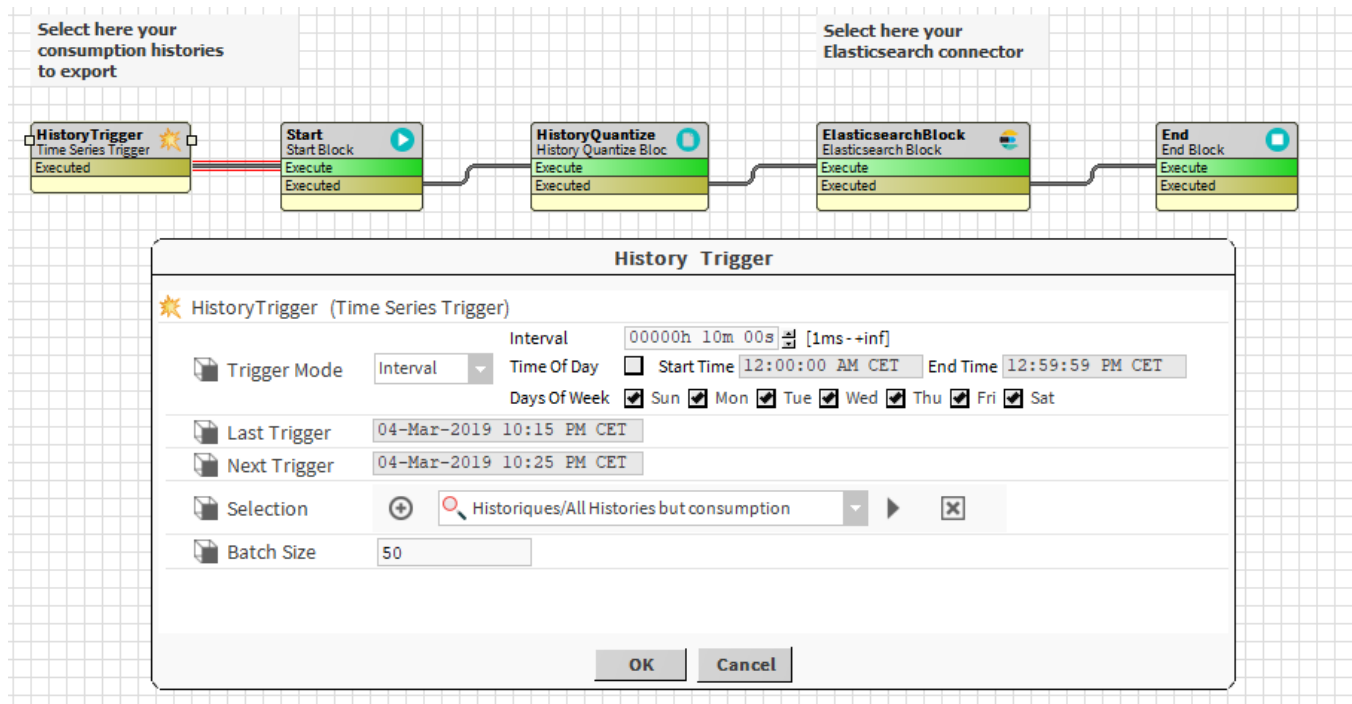 Select here your
consumption histories
to export
Select here your
Elasticsearch connector
HistoryTrigger
Time Series Trigger
Executed
Start
Start Block
Execute
Executed
HistoryQuantize
History Quantize Bloc
Execute
Executed
ElasticsearchBlock
Elasticsearch Block
Execute
Executed
End
End Block
Execute
Executed
History Trigger
HistoryTrigger (Time Series Trigger)
Trigger Mode Interval
Interval 00000h 10m 00s [1ms-+inf]
Time Of Day Start Time 12:00:00 AM CET End Time 12:59:59 PM CET
Days Of Week Sun Mon Tue Wed Thu Fri Sat
Last Trigger 04-Mar-2019 10:15 PM CET
Next Trigger 04-Mar-2019 10:25 PM CET
Selection Historiques/All Histories but consumption
Batch Size 50
OK Cancel